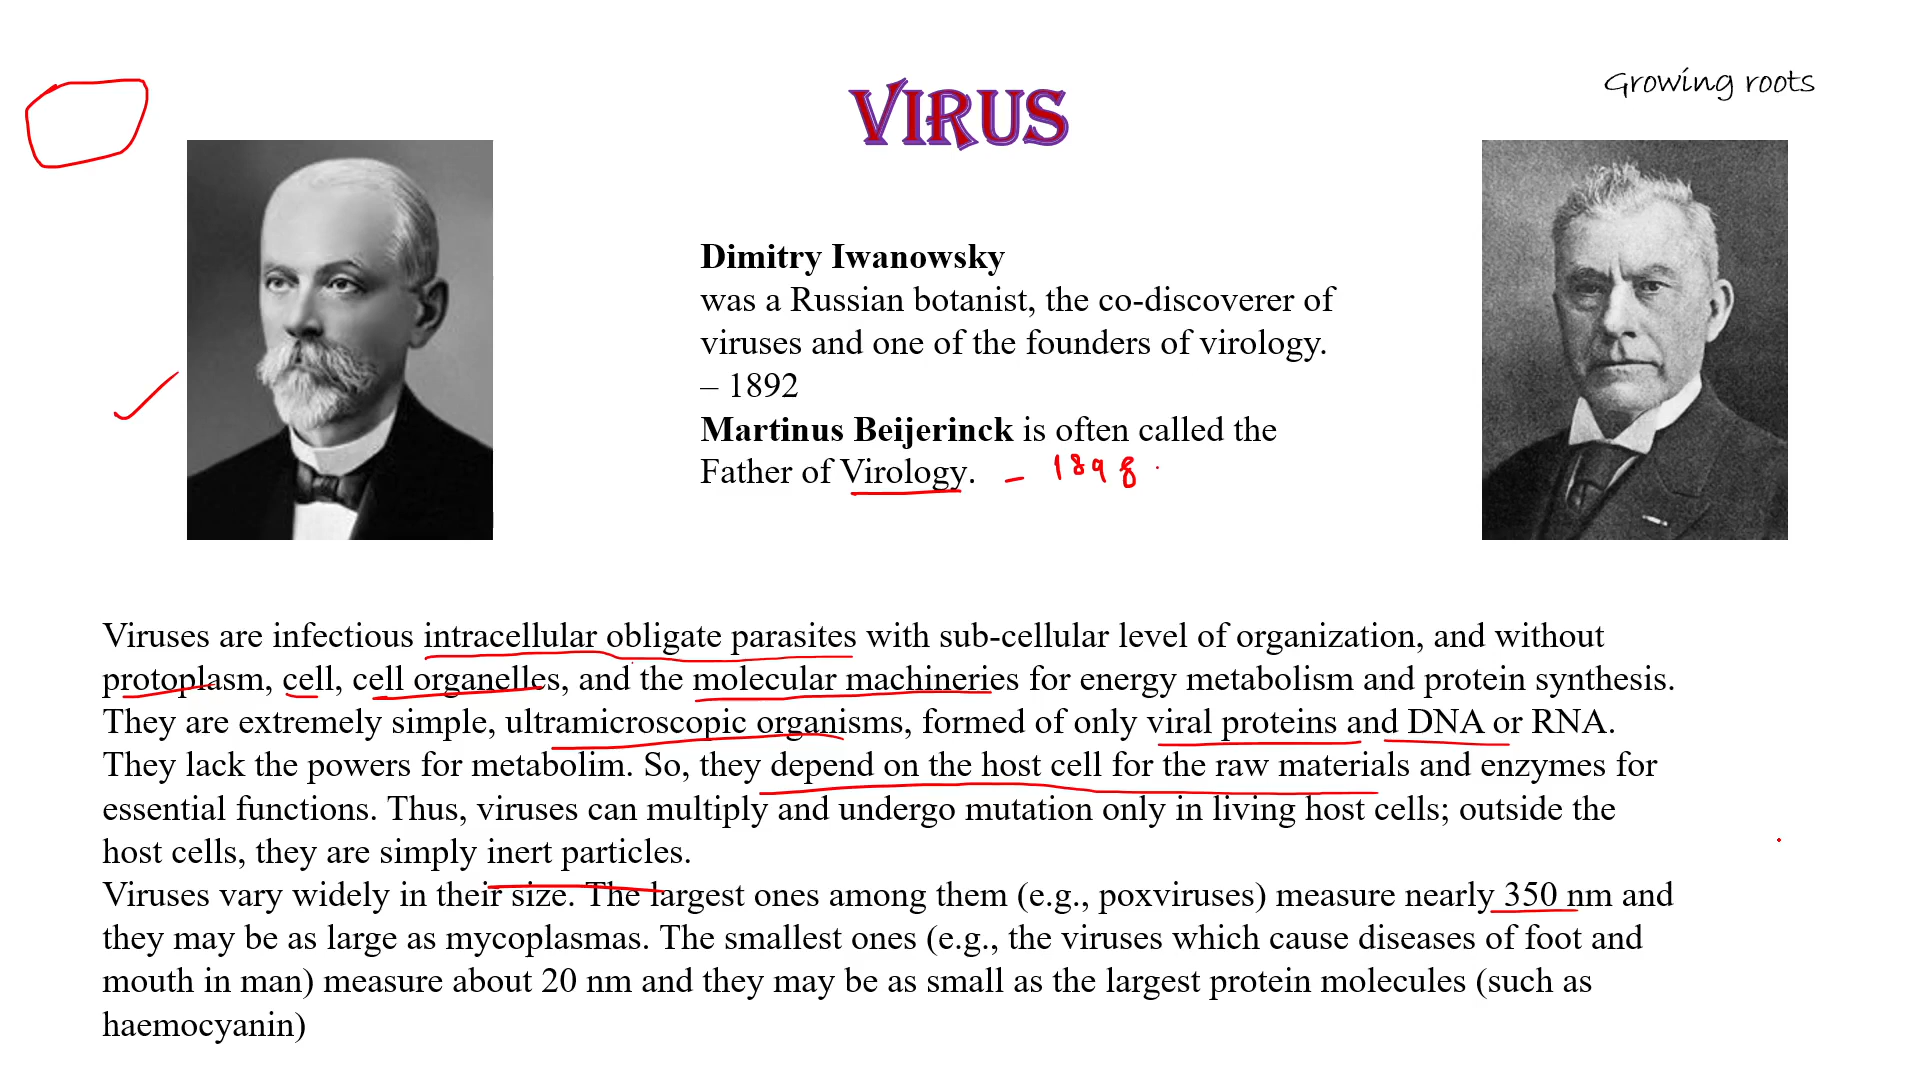 Growing roots
VIRUS
Dimitry Iwanowsky
was a Russian botanist, the co-discoverer of
viruses and one of the founders of virology.
– 1892
Martinus Beijerinck is often called the
Father of Virology. – 1898
Viruses are infectious intracellular obligate parasites with sub-cellular level of organization, and without
protoplasm, cell, cell organelles, and the molecular machineries for energy metabolism and protein synthesis.
They are extremely simple, ultramicroscopic organisms, formed of only viral proteins and DNA or RNA.
They lack the powers for metabolim. So, they depend on the host cell for the raw materials and enzymes for
essential functions. Thus, viruses can multiply and undergo mutation only in living host cells; outside the
host cells, they are simply inert particles.
Viruses vary widely in their size. The largest ones among them (e.g., poxviruses) measure nearly 350 nm and
they may be as large as mycoplasmas. The smallest ones (e.g., the viruses which cause diseases of foot and
mouth in man) measure about 20 nm and they may be as small as the largest protein molecules (such as
haemocyanin)